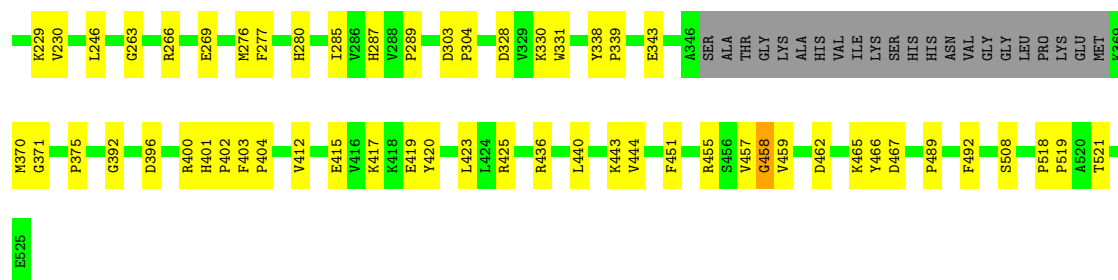 K229 V230 L246 G263 R266 E269 M276 F277 H280 I285 V286 H287 V288 P289 D303 P304 D328 V329 K330 W331 Y338 P339 E343 A346 SER ALA THR GLY LYS ALA HIS VAL ILE LYS SER HIS HIS ASN VAL GLY GLY LEU PRO LYS GLU MET K369
M370 G371 P375 G392 D396 R400 H401 P402 F403 P404 V412 E415 V416 K417 K418 E419 Y420 L423 L424 R425 R436 L440 K443 V444 F451 R455 S456 V457 G458 V459 D462 K465 Y466 D467 P489 F492 S508 P518 P519 A520 T521
E525